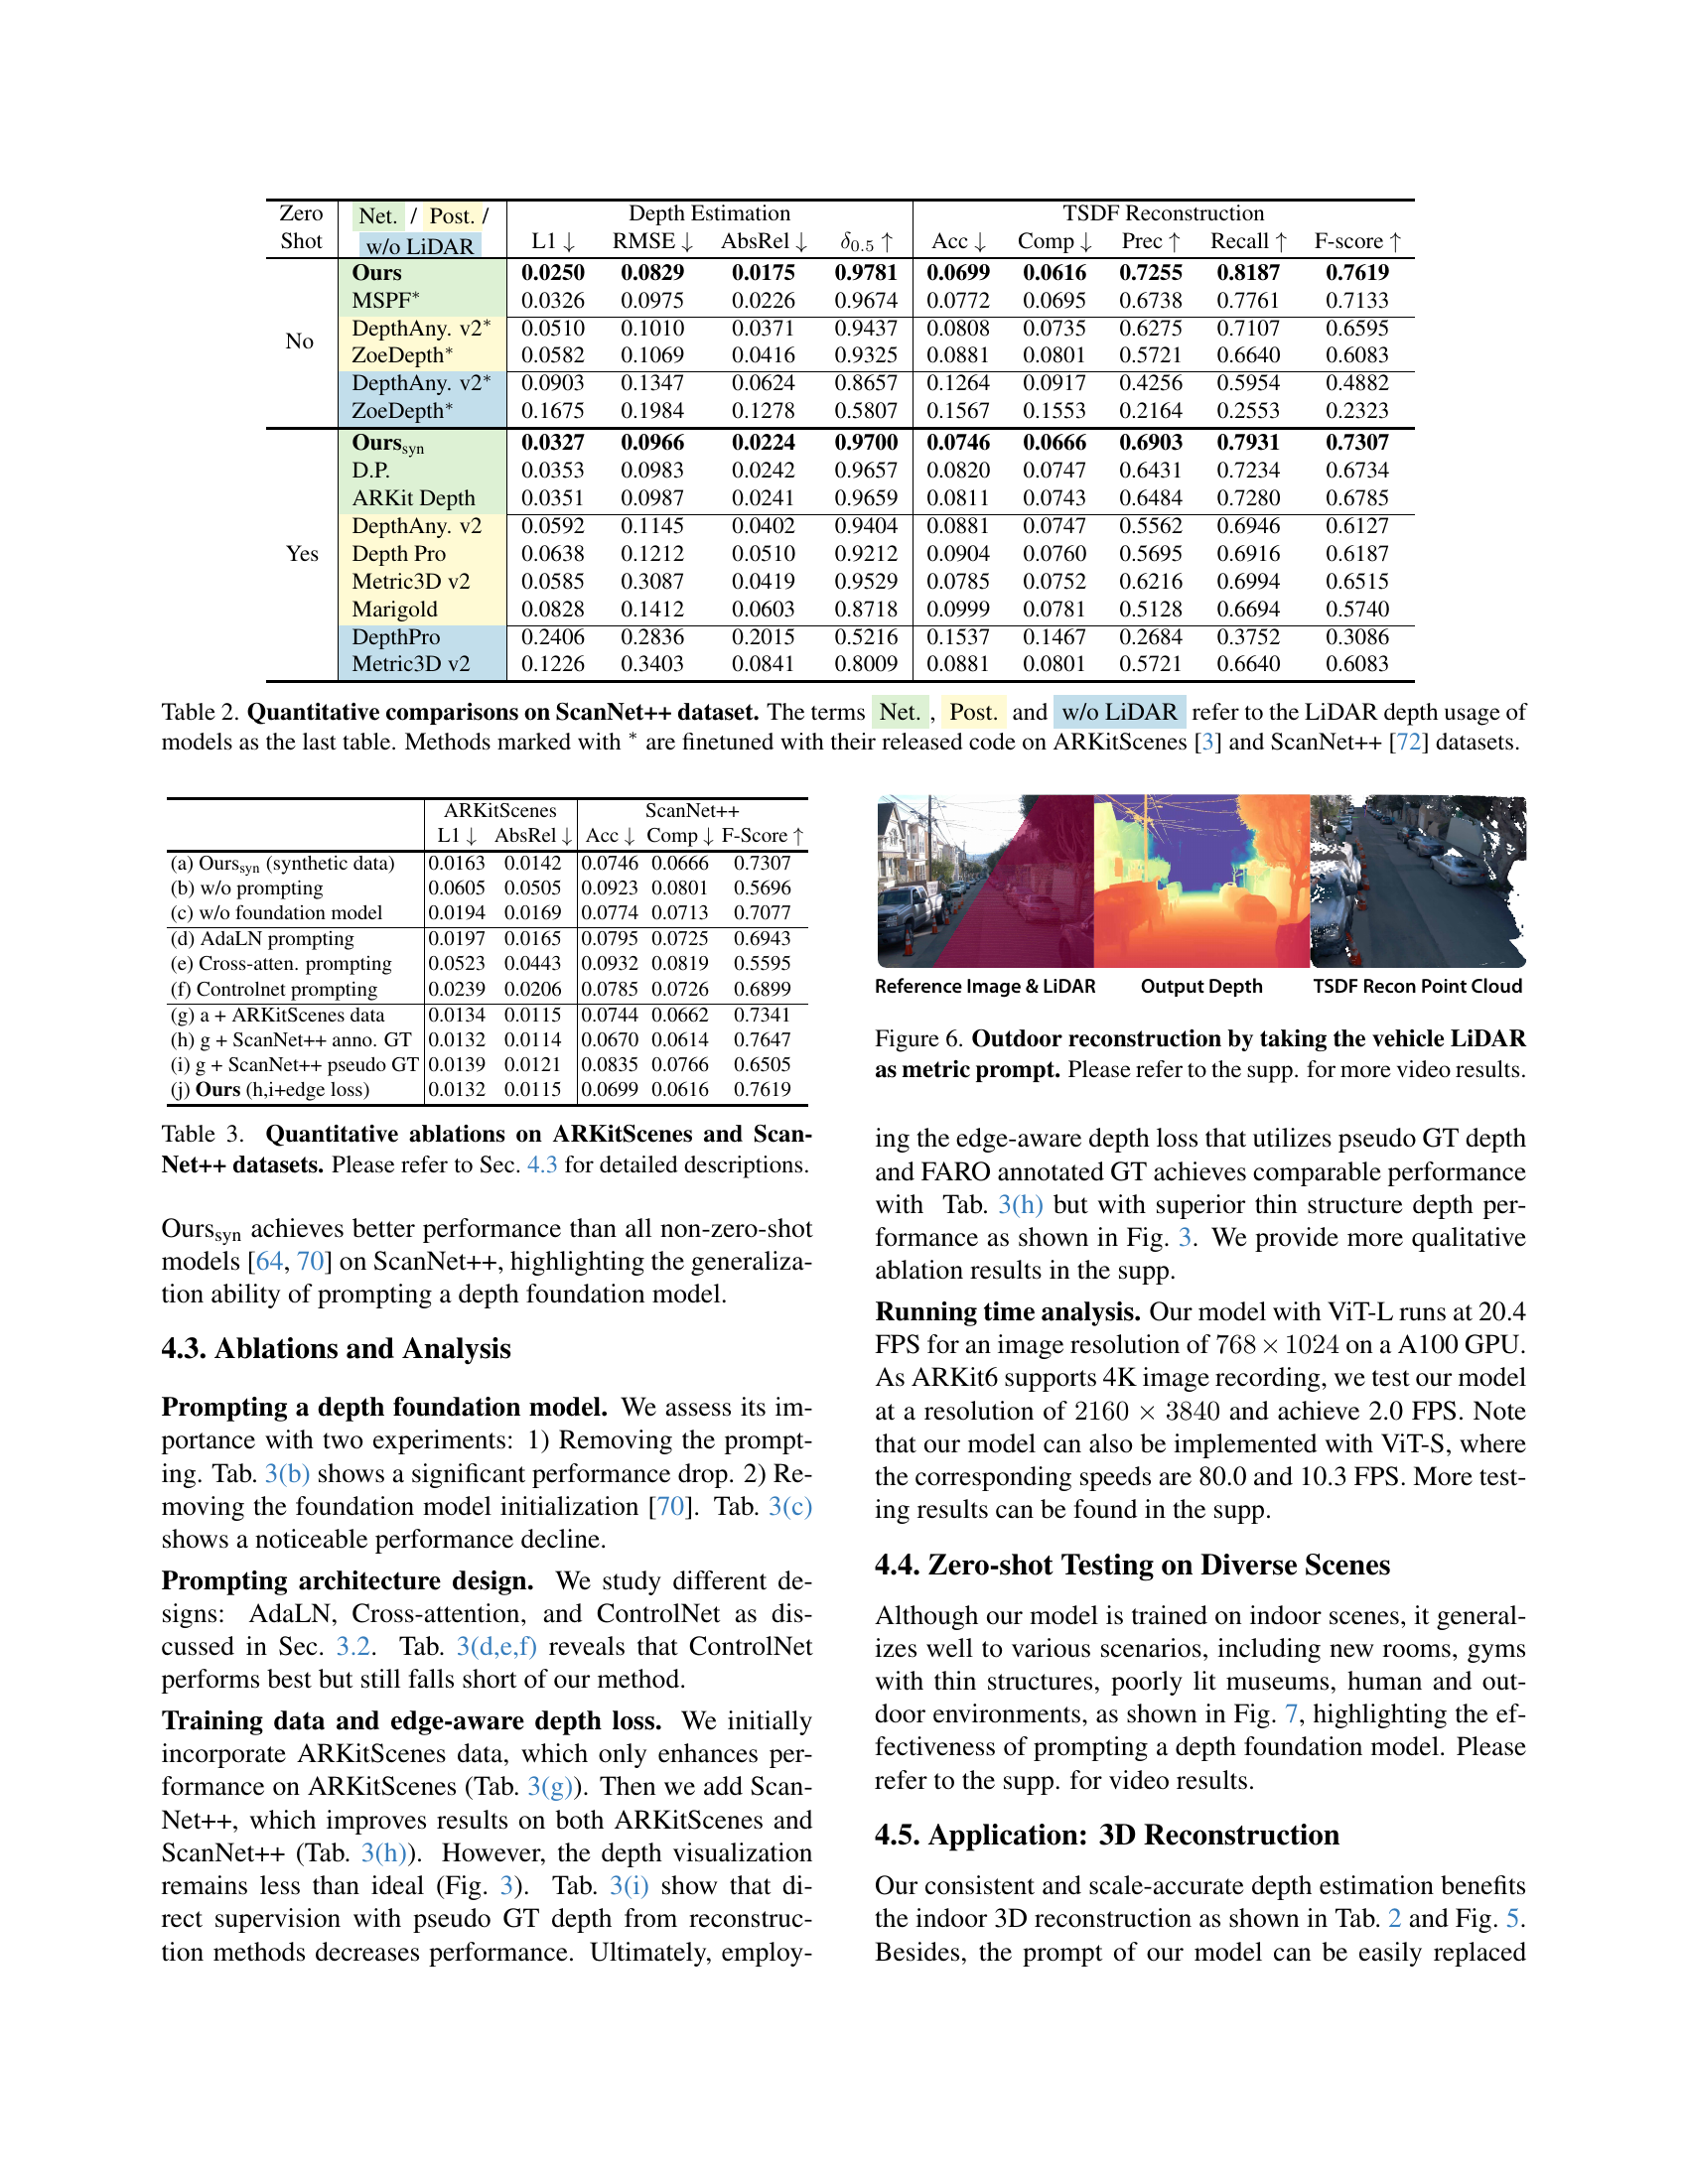 Zero Shot | Net. / Post. / w/o LiDAR | Depth Estimation | TSDF Reconstruction
L1 ↓ RMSE ↓ AbsRel ↓ δ0.5 ↑ Acc ↓ Comp ↓ Prec ↑ Recall ↑ F-score ↑
No
Ours 0.0250 0.0829 0.0175 0.9781 0.0699 0.0616 0.7255 0.8187 0.7619
MSPF* 0.0326 0.0975 0.0226 0.9674 0.0772 0.0695 0.6738 0.7761 0.7133
DepthAny. v2* 0.0510 0.1010 0.0371 0.9437 0.0808 0.0735 0.6275 0.7107 0.6595
ZoeDepth* 0.0582 0.1069 0.0416 0.9325 0.0881 0.0801 0.5721 0.6640 0.6083
DepthAny. v2* 0.0903 0.1347 0.0624 0.8657 0.1264 0.0917 0.4256 0.5954 0.4882
ZoeDepth* 0.1675 0.1984 0.1278 0.5807 0.1567 0.1553 0.2164 0.2553 0.2323
Yes
Ourssyn 0.0327 0.0966 0.0224 0.9700 0.0746 0.0666 0.6903 0.7931 0.7307
D.P. 0.0353 0.0983 0.0242 0.9657 0.0820 0.0747 0.6431 0.7234 0.6734
ARKit Depth 0.0351 0.0987 0.0241 0.9659 0.0811 0.0743 0.6484 0.7280 0.6785
DepthAny. v2 0.0592 0.1145 0.0402 0.9404 0.0881 0.0747 0.5562 0.6946 0.6127
Depth Pro 0.0638 0.1212 0.0510 0.9212 0.0904 0.0760 0.5695 0.6916 0.6187
Metric3D v2 0.0585 0.3087 0.0419 0.9529 0.0785 0.0752 0.6216 0.6994 0.6515
Marigold 0.0828 0.1412 0.0603 0.8718 0.0999 0.0781 0.5128 0.6694 0.5740
DepthPro 0.2406 0.2836 0.2015 0.5216 0.1537 0.1467 0.2684 0.3752 0.3086
Metric3D v2 0.1226 0.3403 0.0841 0.8009 0.0881 0.0801 0.5721 0.6640 0.6083
Table 2. Quantitative comparisons on ScanNet++ dataset. The terms Net. , Post. and w/o LiDAR refer to the LiDAR depth usage of
models as the last table. Methods marked with * are finetuned with their released code on ARKitScenes [3] and ScanNet++ [72] datasets.
ARKitScenes ScanNet++
L1 ↓ AbsRel ↓ Acc ↓ Comp ↓ F-Score ↑
(a) Ourssyn (synthetic data) 0.0163 0.0142 0.0746 0.0666 0.7307
(b) w/o prompting 0.0605 0.0505 0.0923 0.0801 0.5696
(c) w/o foundation model 0.0194 0.0169 0.0774 0.0713 0.7077
(d) AdaLN prompting 0.0197 0.0165 0.0795 0.0725 0.6943
(e) Cross-atten. prompting 0.0523 0.0443 0.0932 0.0819 0.5595
(f) Controlnet prompting 0.0239 0.0206 0.0785 0.0726 0.6899
(g) a + ARKitScenes data 0.0134 0.0115 0.0744 0.0662 0.7341
(h) g + ScanNet++ anno. GT 0.0132 0.0114 0.0670 0.0614 0.7647
(i) g + ScanNet++ pseudo GT 0.0139 0.0121 0.0835 0.0766 0.6505
(j) Ours (h,i+edge loss) 0.0132 0.0115 0.0699 0.0616 0.7619
Table 3. Quantitative ablations on ARKitScenes and Scan-
Net++ datasets. Please refer to Sec. 4.3 for detailed descriptions.
Ourssyn achieves better performance than all non-zero-shot
models [64, 70] on ScanNet++, highlighting the generaliza-
tion ability of prompting a depth foundation model.
4.3. Ablations and Analysis
Prompting a depth foundation model. We assess its im-
portance with two experiments: 1) Removing the prompt-
ing. Tab. 3(b) shows a significant performance drop. 2) Re-
moving the foundation model initialization [70]. Tab. 3(c)
shows a noticeable performance decline.
Prompting architecture design. We study different de-
signs: AdaLN, Cross-attention, and ControlNet as dis-
cussed in Sec. 3.2. Tab. 3(d,e,f) reveals that ControlNet
performs best but still falls short of our method.
Training data and edge-aware depth loss. We initially
incorporate ARKitScenes data, which only enhances per-
formance on ARKitScenes (Tab. 3(g)). Then we add Scan-
Net++, which improves results on both ARKitScenes and
ScanNet++ (Tab. 3(h)). However, the depth visualization
remains less than ideal (Fig. 3). Tab. 3(i) show that di-
rect supervision with pseudo GT depth from reconstruc-
tion methods decreases performance. Ultimately, employ-
Reference Image & LiDAR Output Depth TSDF Recon Point Cloud
Figure 6. Outdoor reconstruction by taking the vehicle LiDAR
as metric prompt. Please refer to the supp. for more video results.
ing the edge-aware depth loss that utilizes pseudo GT depth
and FARO annotated GT achieves comparable performance
with Tab. 3(h) but with superior thin structure depth per-
formance as shown in Fig. 3. We provide more qualitative
ablation results in the supp.
Running time analysis. Our model with ViT-L runs at 20.4
FPS for an image resolution of 768 × 1024 on a A100 GPU.
As ARKit6 supports 4K image recording, we test our model
at a resolution of 2160 × 3840 and achieve 2.0 FPS. Note
that our model can also be implemented with ViT-S, where
the corresponding speeds are 80.0 and 10.3 FPS. More test-
ing results can be found in the supp.
4.4. Zero-shot Testing on Diverse Scenes
Although our model is trained on indoor scenes, it general-
izes well to various scenarios, including new rooms, gyms
with thin structures, poorly lit museums, human and out-
door environments, as shown in Fig. 7, highlighting the ef-
fectiveness of prompting a depth foundation model. Please
refer to the supp. for video results.
4.5. Application: 3D Reconstruction
Our consistent and scale-accurate depth estimation benefits
the indoor 3D reconstruction as shown in Tab. 2 and Fig. 5.
Besides, the prompt of our model can be easily replaced